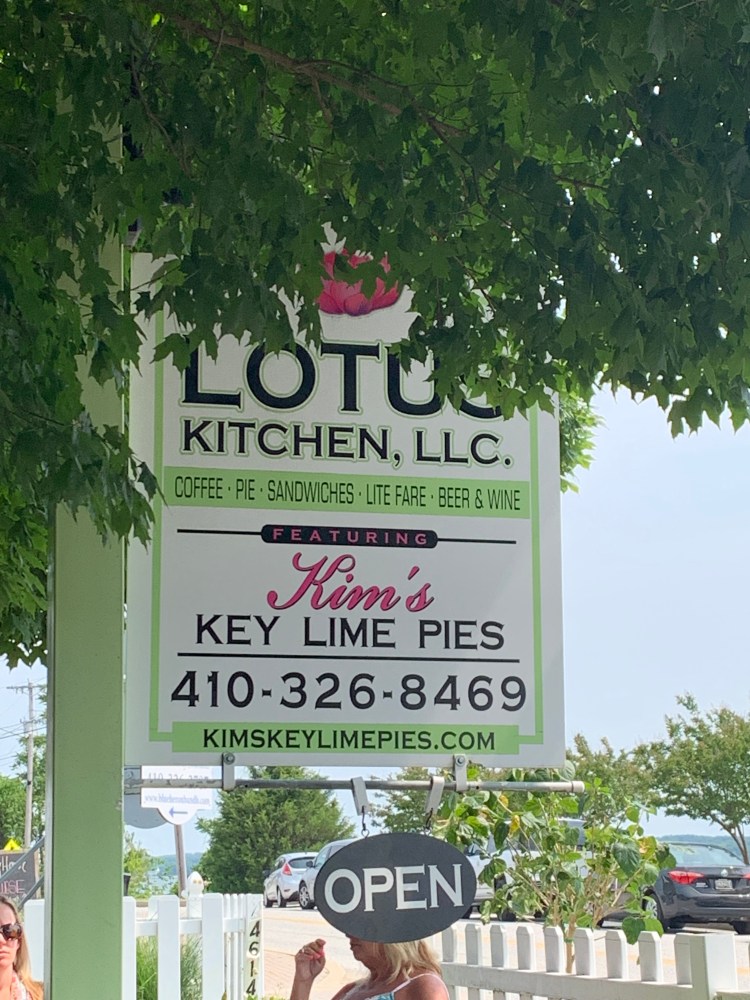 LOTUS
KITCHEN, LLC.
COFFEE · PIE · SANDWICHES · LITE FARE · BEER & WINE
FEATURING
Kim's
KEY LIME PIES
410-326-8469
KIMSKEYLIMEPIES.COM
OPEN
4614